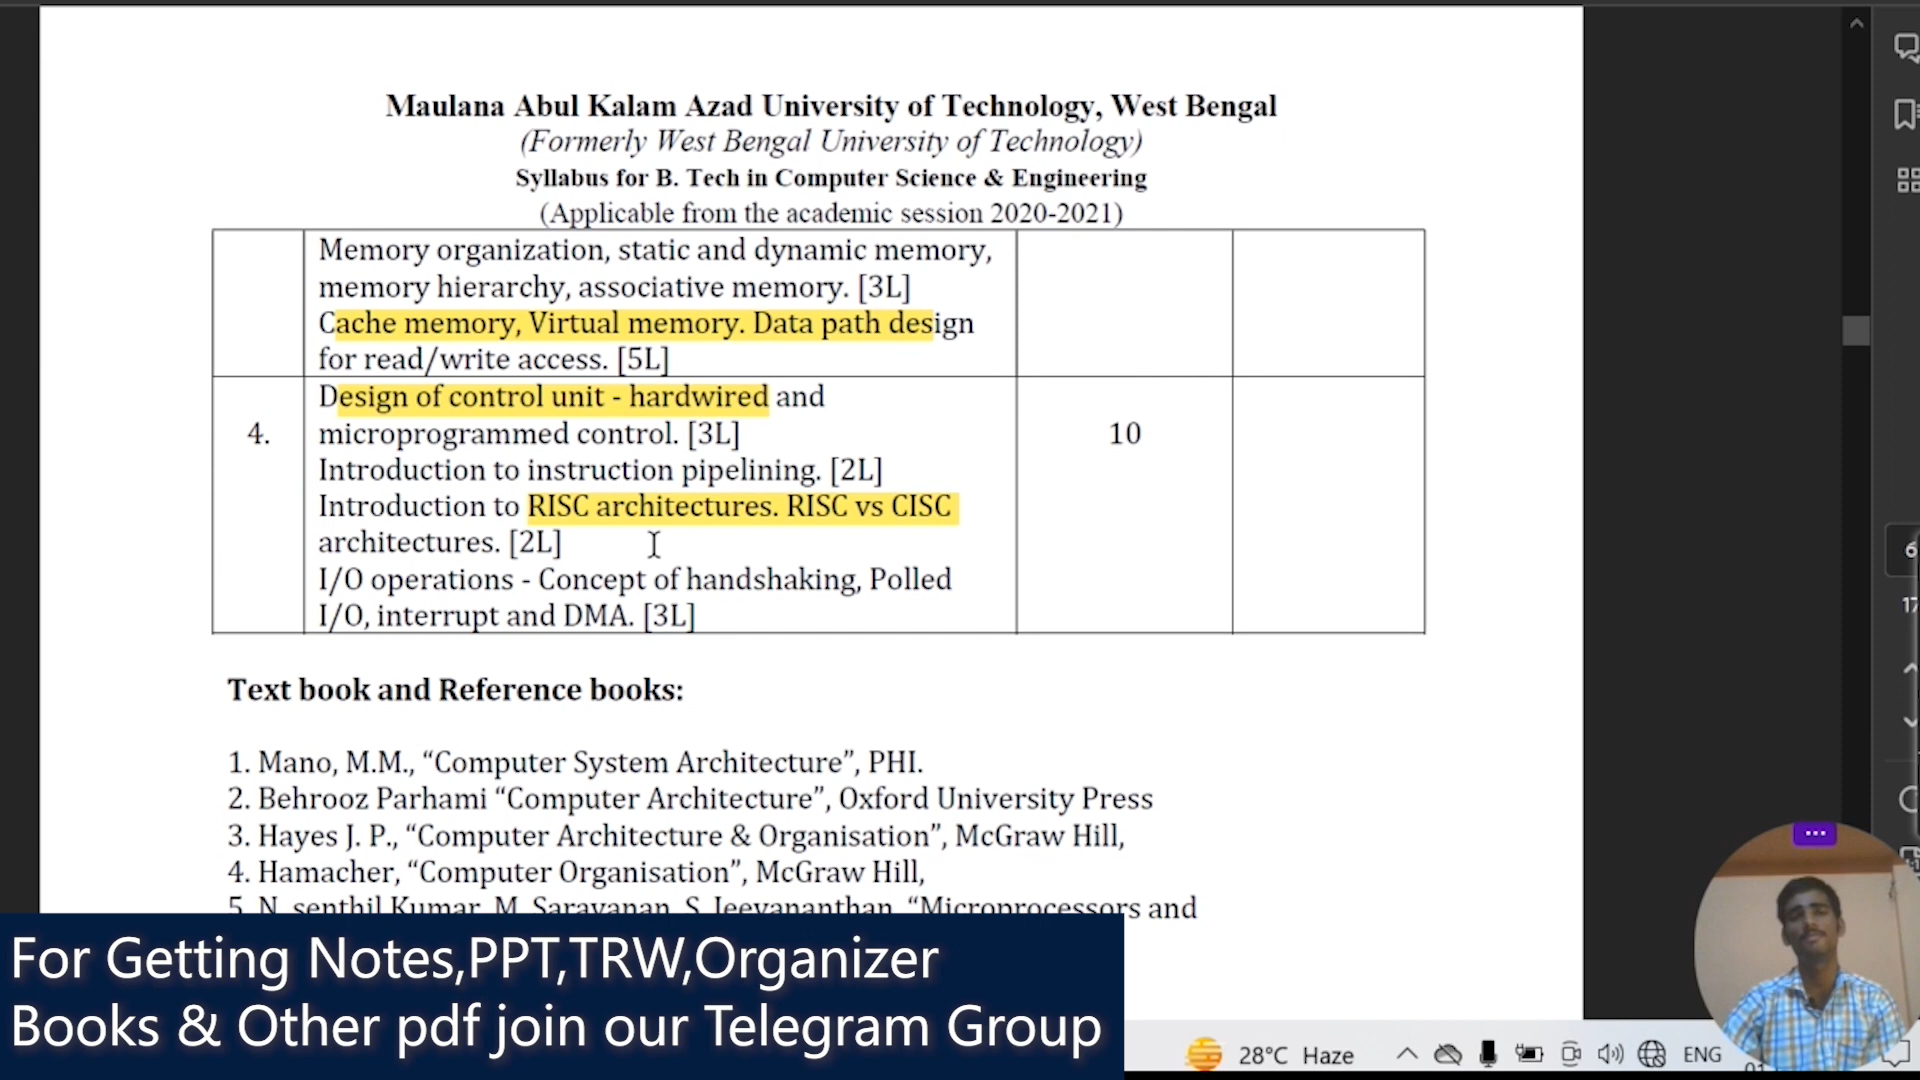 Maulana Abul Kalam Azad University of Technology, West Bengal
(Formerly West Bengal University of Technology)
Syllabus for B. Tech in Computer Science & Engineering
(Applicable from the academic session 2020-2021)
Memory organization, static and dynamic memory,
memory hierarchy, associative memory. [3L]
Cache memory, Virtual memory. Data path design
for read/write access. [5L]
Design of control unit - hardwired and
4. microprogrammed control. [3L] 10
Introduction to instruction pipelining. [2L]
Introduction to RISC architectures. RISC vs CISC
architectures. [2L]
I/O operations - Concept of handshaking, Polled
I/O, interrupt and DMA. [3L]
Text book and Reference books:
1. Mano, M.M., “Computer System Architecture”, PHI.
2. Behrooz Parhami “Computer Architecture”, Oxford University Press
3. Hayes J. P., “Computer Architecture & Organisation”, McGraw Hill,
4. Hamacher, “Computer Organisation”, McGraw Hill,
5. N. senthil Kumar, M. Saravanan, S. Jeevananthan, “Microprocessors and
For Getting Notes,PPT,TRW,Organizer
Books & Other pdf join our Telegram Group
28°C Haze
ENG